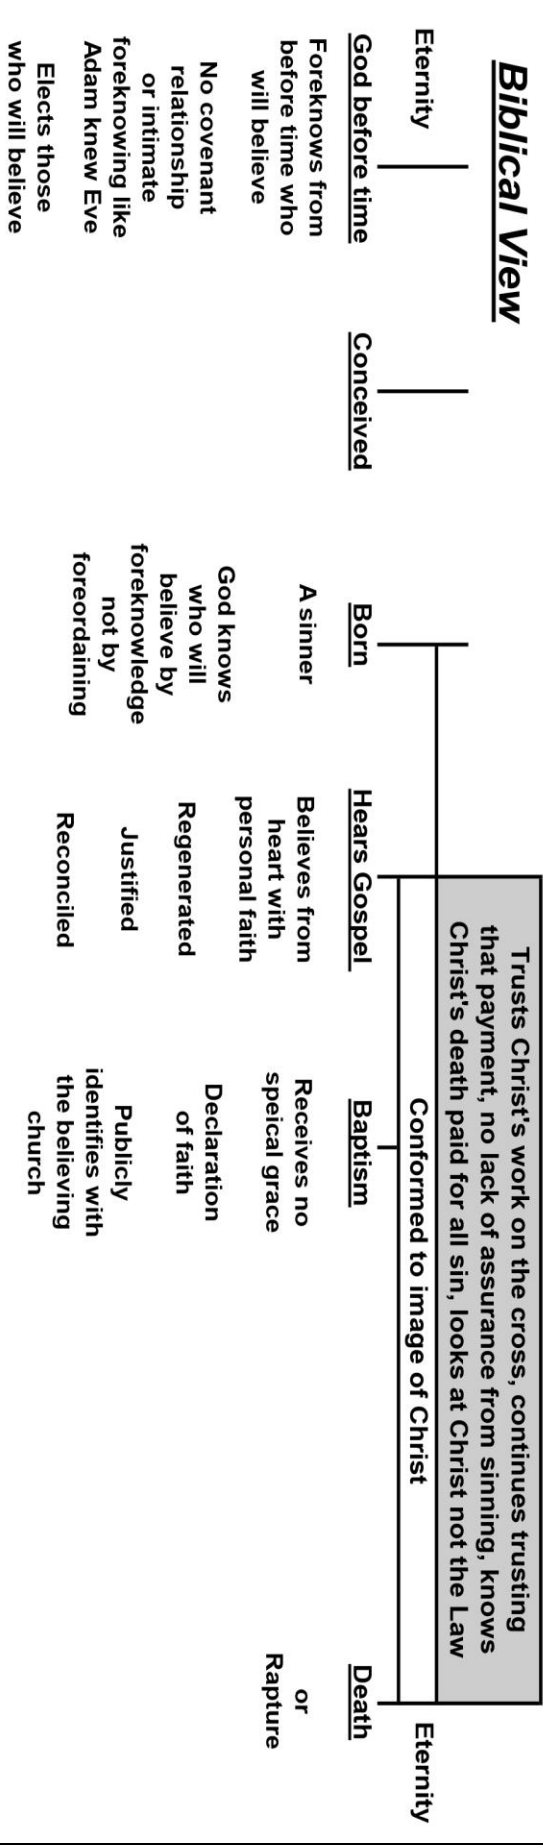 Biblical View
Trusts Christ's work on the cross, continues trusting
that payment, no lack of assurance from sinning, knows
Christ's death paid for all sin, looks at Christ not the Law
Eternity
Conformed to image of Christ
Eternity
God before time
Foreknows from
before time who
will believe
No covenant
relationship
or intimate
foreknowing like
Adam knew Eve
Elects those
who will believe
Conceived
Born
A sinner
God knows
who will
believe by
foreknowledge
not by
foreordaining
Hears Gospel
Believes from
heart with
personal faith
Regenerated
Justified
Reconciled
Baptism
Receives no
speical grace
Declaration
of faith
Publicly
identifies with
the believing
church
Death
or
Rapture